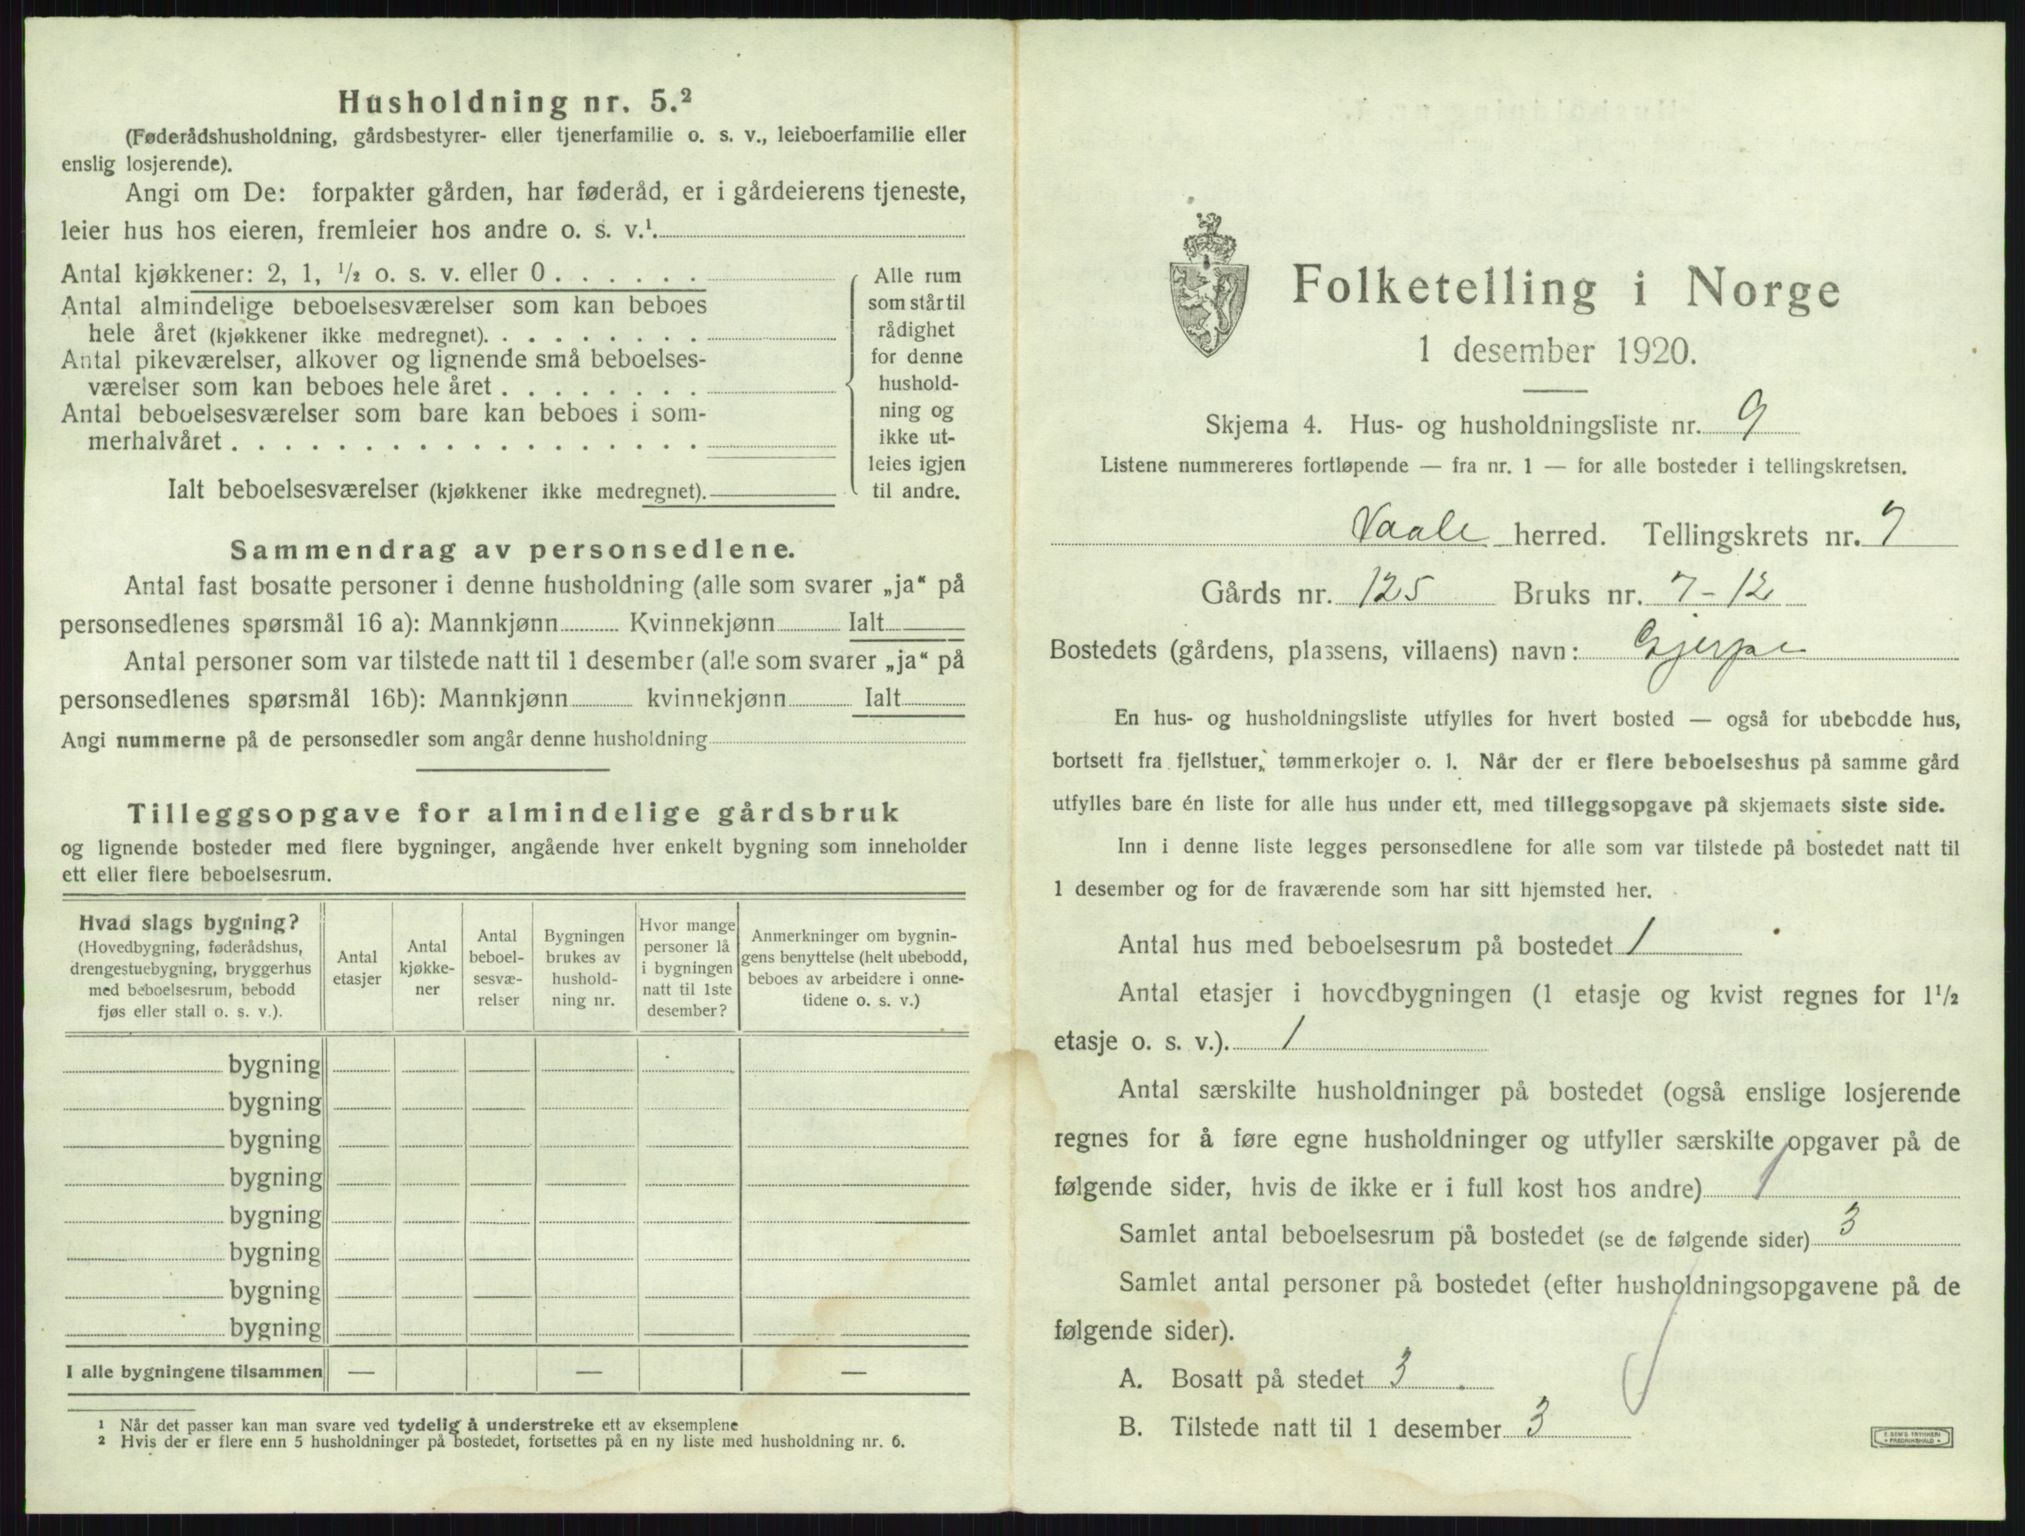 Husholdning nr. 5.²
(Føderådshusholdning, gårdsbestyrer- eller tjenerfamilie o. s. v., leieboerfamilie eller
enslig losjerende).
Angi om De: forpakter gården, har føderåd, er i gårdeierens tjeneste,
leier hus hos eieren, fremleier hos andre o. s. v.¹.
Antal kjøkkener: 2, 1, ½ o. s. v. eller 0 . . . . . .
Antal almindelige beboelsesværelser som kan beboes
hele året (kjøkkener ikke medregnet). . . . . . . . .
Antal pikeværelser, alkover og lignende små beboelses-
værelser som kan beboes hele året . . . . . . . .
Antal beboelsesværelser som bare kan beboes i som-
merhalvåret . . . . . . . . . . . . . . . . . .
Ialt beboelsesværelser (kjøkkener ikke medregnet).
Alle rum
som står til
rådighet
for denne
hushold-
ning og
ikke ut-
leies igjen
til andre.
Sammendrag av personsedlene.
Antal fast bosatte personer i denne husholdning (alle som svarer „ja“ på
personsedlenes spørsmål 16 a): Mannkjønn Kvinnekjønn Ialt
Antal personer som var tilstede natt til 1 desember (alle som svarer „ja“ på
personsedlenes spørsmål 16b): Mannkjønn kvinnekjønn Ialt
Angi nummerne på de personsedler som angår denne husholdning
Tilleggsopgave for almindelige gårdsbruk
og lignende bosteder med flere bygninger, angående hver enkelt bygning som inneholder
ett eller flere beboelsesrum.
Hvad slags bygning?
(Hovedbygning, føderådshus,
drengestuebygning, bryggerhus
med beboelsesrum, bebodd
fjøs eller stall o. s. v.).
Antal
etasjer
Antal
kjøkke-
ner
Antal
beboel-
sesvæ-
relser
Bygningen
brukes av
hushold-
ning nr.
Hvor mange
personer lå
i bygningen
natt til 1ste
desember?
Anmerkninger om bygnin-
gens benyttelse (helt ubebodd,
beboes av arbeidere i onne-
tidene o. s. v.)
bygning
bygning
bygning
bygning
bygning
bygning
bygning
bygning
I alle bygningene tilsammen — — —
¹ Når det passer kan man svare ved tydelig å understreke ett av eksemplene
² Hvis der er flere enn 5 husholdninger på bostedet, fortsettes på en ny liste med husholdning nr. 6.
Folketelling i Norge
1 desember 1920.
Skjema 4. Hus- og husholdningsliste nr. 9
Listene nummereres fortløpende — fra nr. 1 — for alle bosteder i tellingskretsen.
Vaale herred. Tellingskrets nr. 7
Gårds nr. 125 Bruks nr. 7-12
Bostedets (gårdens, plassens, villaens) navn: Gjerpe
En hus- og husholdningsliste utfylles for hvert bosted — også for ubebodde hus,
bortsett fra fjellstuer, tømmerkojer o. l. Når der er flere beboelseshus på samme gård
utfylles bare én liste for alle hus under ett, med tilleggsopgave på skjemaets siste side.
Inn i denne liste legges personsedlene for alle som var tilstede på bostedet natt til
1 desember og for de fraværende som har sitt hjemsted her.
Antal hus med beboelsesrum på bostedet 1
Antal etasjer i hovedbygningen (1 etasje og kvist regnes for 1½
etasje o. s. v.). 1
Antal særskilte husholdninger på bostedet (også enslige losjerende
regnes for å føre egne husholdninger og utfyller særskilte opgaver på de
følgende sider, hvis de ikke er i full kost hos andre) 1
Samlet antal beboelsesrum på bostedet (se de følgende sider) 3
Samlet antal personer på bostedet (efter husholdningsopgavene på de
følgende sider).
A. Bosatt på stedet 3
B. Tilstede natt til 1 desember 3